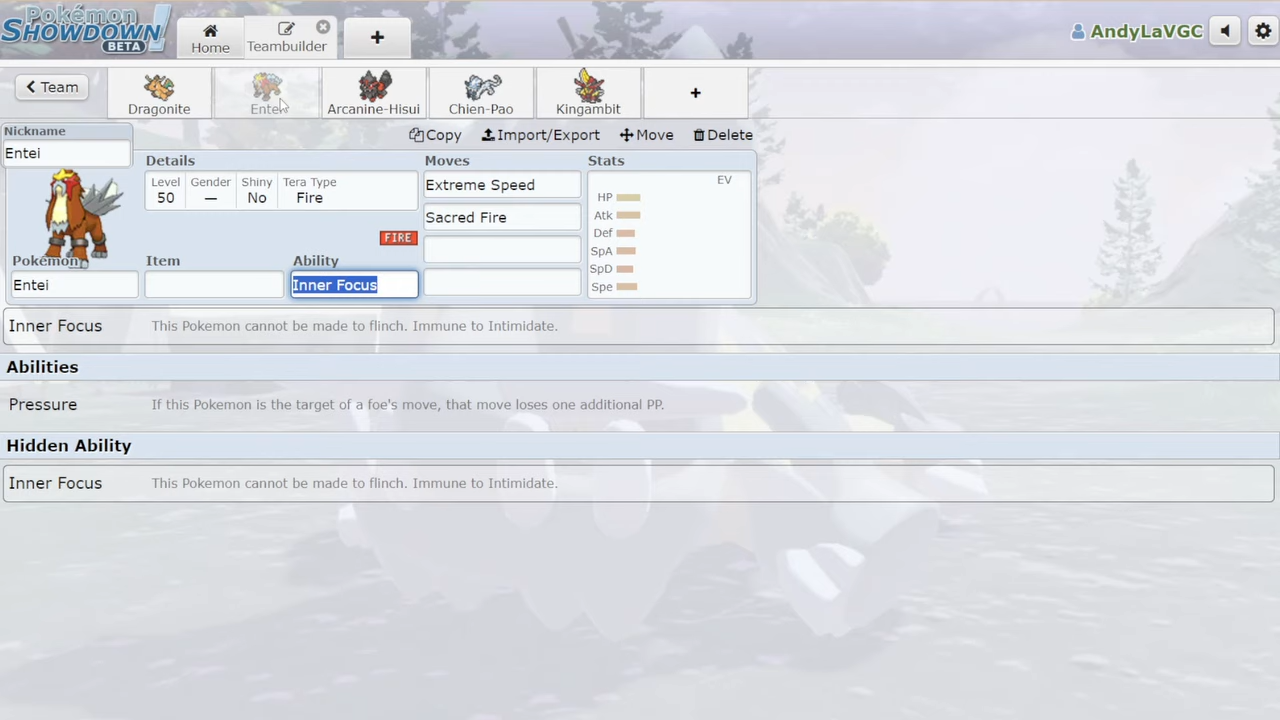 Pokémon
SHOWDOWN!
BETA
Home
Teambuilder
+
AndyLaVGC
Team
Dragonite
Entei
Arcanine-Hisui
Chien-Pao
Kingambit
+
Copy
Import/Export
Move
Delete
Nickname
Entei
Details
Moves
Stats
Level
Gender
Shiny
Tera Type
50
—
No
Fire
FIRE
Extreme Speed
Sacred Fire
EV
HP
Atk
Def
SpA
SpD
Spe
Pokémon
Item
Ability
Entei
Inner Focus
Inner Focus This Pokemon cannot be made to flinch. Immune to Intimidate.
Abilities
Pressure If this Pokemon is the target of a foe's move, that move loses one additional PP.
Hidden Ability
Inner Focus This Pokemon cannot be made to flinch. Immune to Intimidate.